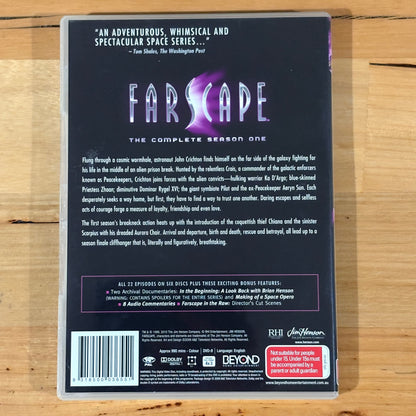 "AN ADVENTUROUS, WHIMSICAL AND
SPECTACULAR SPACE SERIES..."
– Tom Shales, The Washington Post
FARSCAPE
THE COMPLETE SEASON ONE
Flung through a cosmic wormhole, astronaut John Crichton finds himself on the far side of the galaxy fighting for
his life in the middle of an alien prison break. Hunted by the relentless Crais, a commander of the galactic enforcers
known as Peacekeepers, Crichton joins forces with the alien convicts—hulking warrior Ka D'Argo; blue-skinned
Priestess Zhaan; diminutive Dominar Rygel XVI; the giant symbiote Pilot and the ex-Peacekeeper Aeryn Sun. Each
desperately seeks a way home, but first, they have to find a way to trust one another. Daring escapes and selfless
acts of courage forge a measure of loyalty, friendship and even love.
The first season's breakneck action heats up with the introduction of the coquettish thief Chiana and the sinister
Scorpius with his dreaded Aurora Chair. Arrival and departure, birth and death, rescue and betrayal, all lead up to a
season finale cliffhanger that is, literally and figuratively, breathtaking.
ALL 22 EPISODES ON SIX DISCS PLUS THESE EXCITING BONUS FEATURES:
• Two Archival Documentaries: In the Beginning: A Look Back with Brian Henson
(WARNING: CONTAINS SPOILERS FOR THE ENTIRE SERIES) and Making of a Space Opera
• 8 Audio Commentaries • Farscape in the Raw: Director's Cut Scenes
RHI
ENTERTAINMENT
Jim Henson
www.henson.com
DVD-9
Language: English
BEYOND
HOME ENTERTAINMENT
www.beyondhomeentertainment.com.au
Not suitable for people
under 15. Under 15s must
be accompanied by a
parent or adult guardian